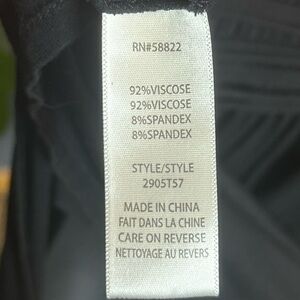 RN#58822
92%VISCOSE
92%VISCOSE
8%SPANDEX
8%SPANDEX
STYLE/STYLE
2905T57
MADE IN CHINA
FAIT DANS LA CHINE
CARE ON REVERSE
NETTOYAGE AU REVERS